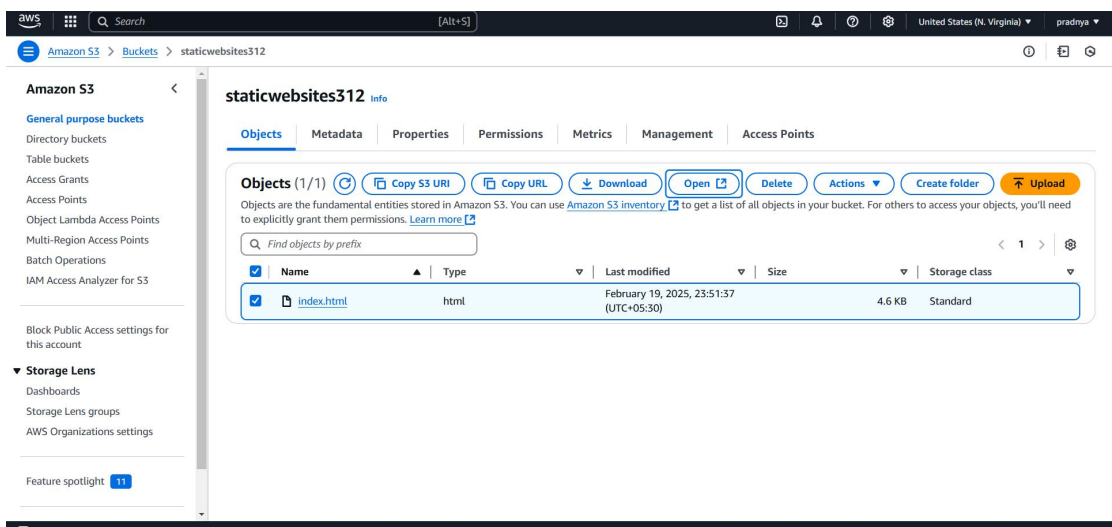 aws
Search [Alt+S] United States (N. Virginia) ▼ pradnya ▼
Amazon S3 > Buckets > staticwebsites312
Amazon S3
General purpose buckets
Directory buckets
Table buckets
Access Grants
Access Points
Object Lambda Access Points
Multi-Region Access Points
Batch Operations
IAM Access Analyzer for S3
Block Public Access settings for
this account
▼ Storage Lens
Dashboards
Storage Lens groups
AWS Organizations settings
Feature spotlight 11
staticwebsites312 Info
Objects Metadata Properties Permissions Metrics Management Access Points
Objects (1/1) Copy S3 URI Copy URL Download Open Delete Actions ▼ Create folder Upload
Objects are the fundamental entities stored in Amazon S3. You can use Amazon S3 inventory to get a list of all objects in your bucket. For others to access your objects, you'll need
to explicitly grant them permissions. Learn more
Find objects by prefix < 1 >
Name Type Last modified Size Storage class
index.html html February 19, 2025, 23:51:37 4.6 KB Standard
(UTC+05:30)